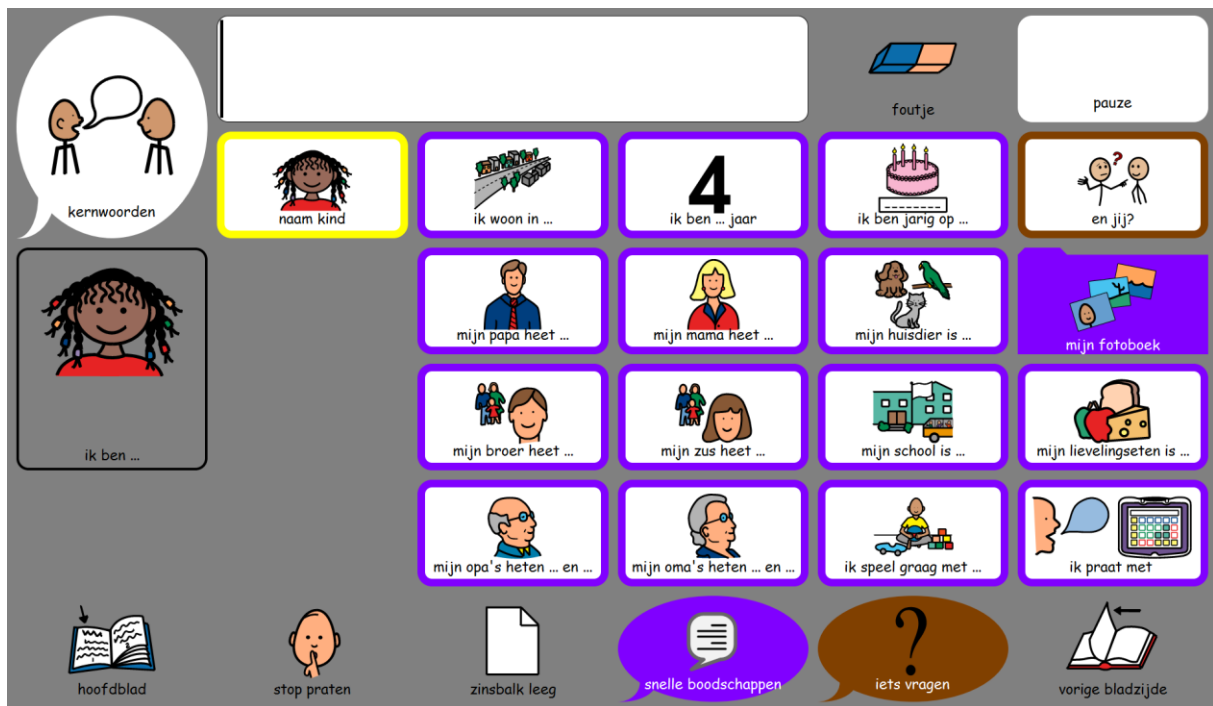 foutje
pauze
kernwoorden
naam kind
ik woon in ...
4
ik ben ... jaar
ik ben jarig op ...
?
en jij?
ik ben ...
mijn papa heet ...
mijn mama heet ...
mijn huisdier is ...
mijn fotoboek
mijn broer heet ...
mijn zus heet ...
mijn school is ...
mijn lievelingseten is ...
mijn opa's heten ... en ...
mijn oma's heten ... en ...
ik speel graag met ...
ik praat met
hoofdblad
stop praten
zinsbalk leeg
snelle boodschappen
?
iets vragen
vorige bladzijde